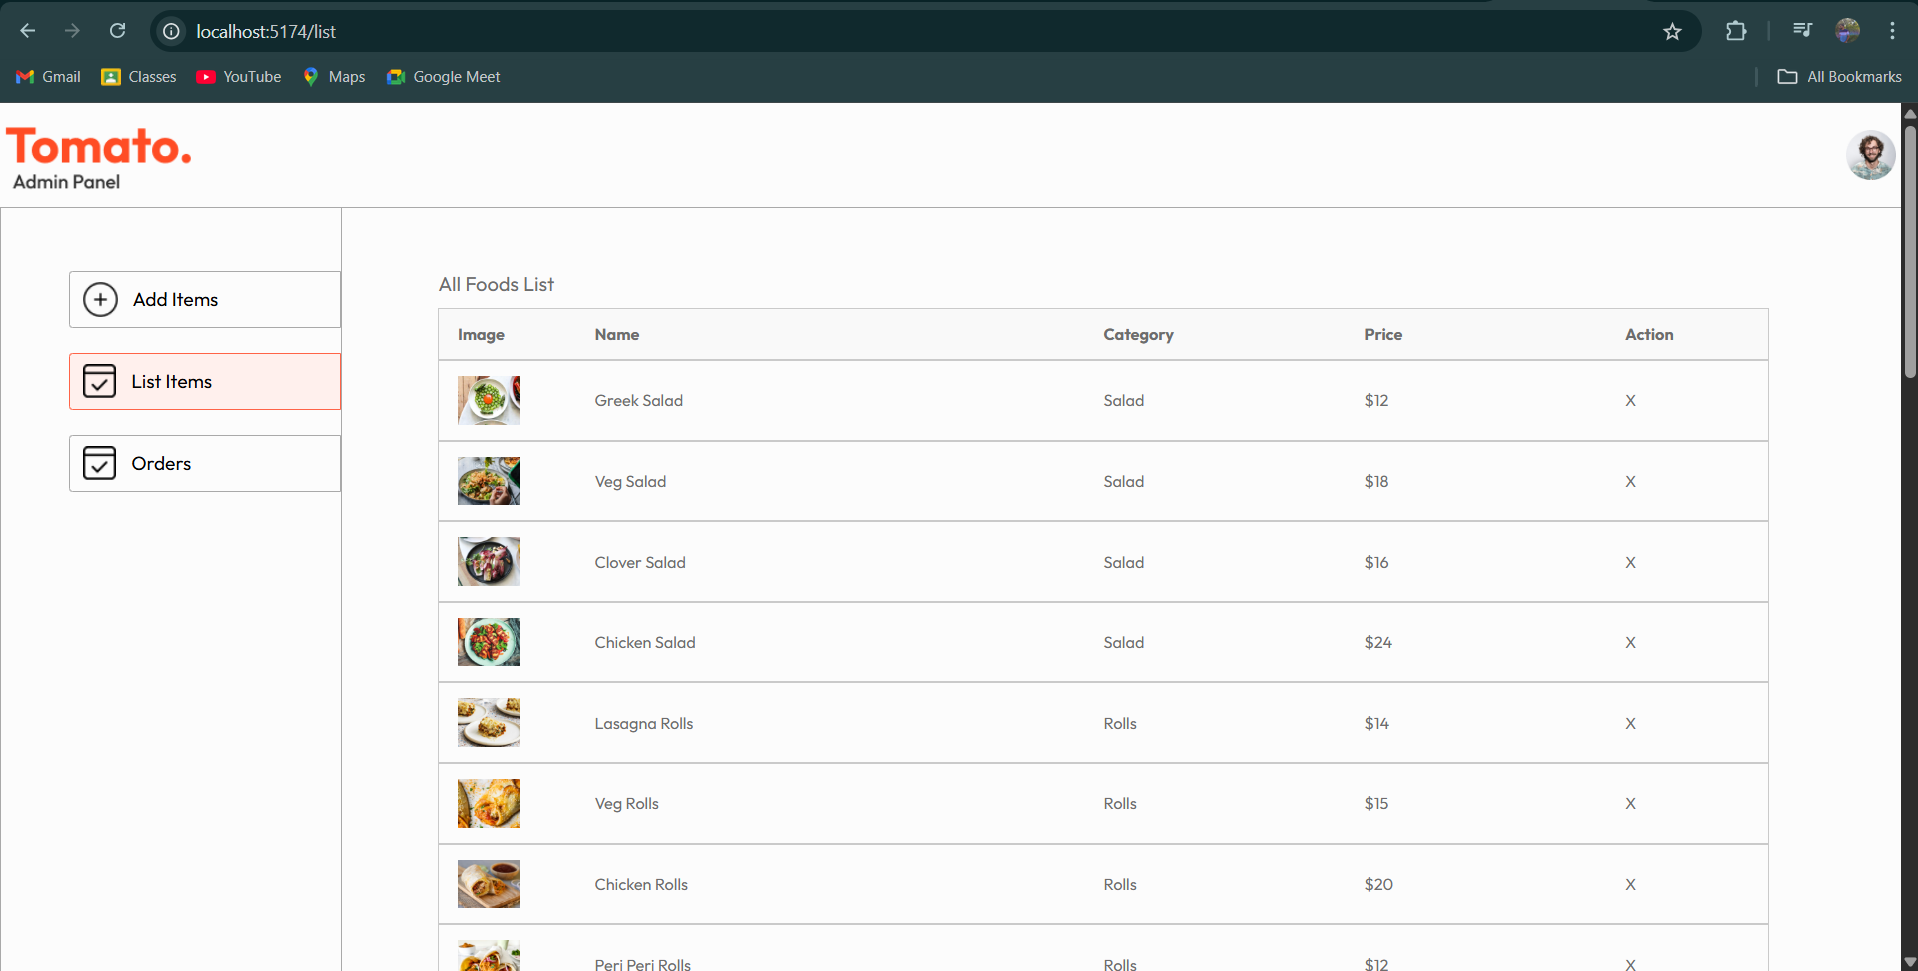 localhost:5174/list
Gmail Classes YouTube Maps Google Meet All Bookmarks
Tomato.
Admin Panel
Add Items
List Items
Orders
All Foods List
Image Name Category Price Action
Greek Salad Salad $12 X
Veg Salad Salad $18 X
Clover Salad Salad $16 X
Chicken Salad Salad $24 X
Lasagna Rolls Rolls $14 X
Veg Rolls Rolls $15 X
Chicken Rolls Rolls $20 X
Peri Peri Rolls Rolls $12 X